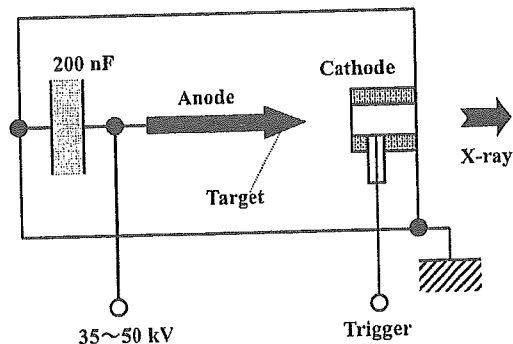 200 nF
Cathode
Anode
X-ray
Target
35～50 kV
Trigger